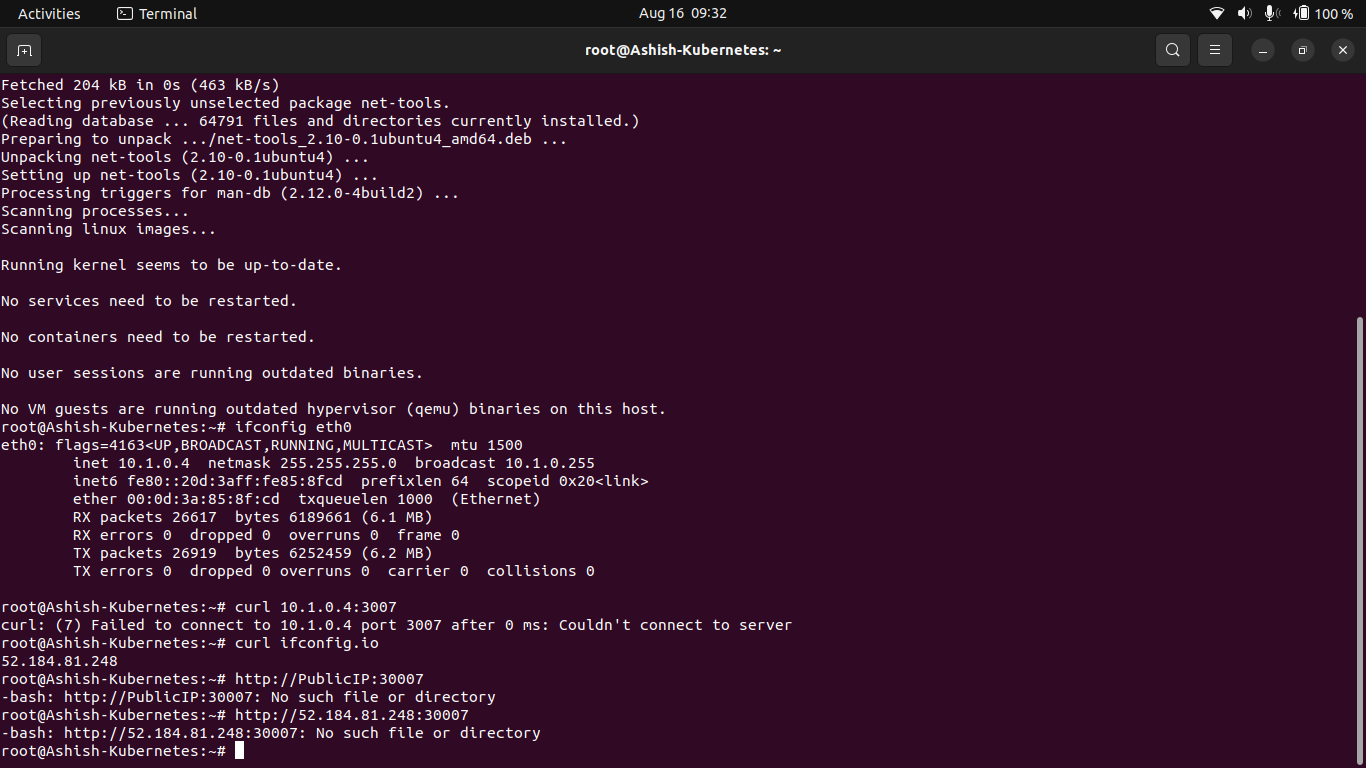 Activities
Terminal
Aug 16 09:32
100 %
root@Ashish-Kubernetes: ~
Fetched 204 kB in 0s (463 kB/s)
Selecting previously unselected package net-tools.
(Reading database ... 64791 files and directories currently installed.)
Preparing to unpack .../net-tools_2.10-0.1ubuntu4_amd64.deb ...
Unpacking net-tools (2.10-0.1ubuntu4) ...
Setting up net-tools (2.10-0.1ubuntu4) ...
Processing triggers for man-db (2.12.0-4build2) ...
Scanning processes...
Scanning linux images...

Running kernel seems to be up-to-date.

No services need to be restarted.

No containers need to be restarted.

No user sessions are running outdated binaries.

No VM guests are running outdated hypervisor (qemu) binaries on this host.
root@Ashish-Kubernetes:~# ifconfig eth0
eth0: flags=4163<UP,BROADCAST,RUNNING,MULTICAST>  mtu 1500
        inet 10.1.0.4  netmask 255.255.255.0  broadcast 10.1.0.255
        inet6 fe80::20d:3aff:fe85:8fcd  prefixlen 64  scopeid 0x20<link>
        ether 00:0d:3a:85:8f:cd  txqueuelen 1000  (Ethernet)
        RX packets 26617  bytes 6189661 (6.1 MB)
        RX errors 0  dropped 0  overruns 0  frame 0
        TX packets 26919  bytes 6252459 (6.2 MB)
        TX errors 0  dropped 0 overruns 0  carrier 0  collisions 0

root@Ashish-Kubernetes:~# curl 10.1.0.4:3007
curl: (7) Failed to connect to 10.1.0.4 port 3007 after 0 ms: Couldn't connect to server
root@Ashish-Kubernetes:~# curl ifconfig.io
52.184.81.248
root@Ashish-Kubernetes:~# http://PublicIP:30007
-bash: http://PublicIP:30007: No such file or directory
root@Ashish-Kubernetes:~# http://52.184.81.248:30007
-bash: http://52.184.81.248:30007: No such file or directory
root@Ashish-Kubernetes:~#